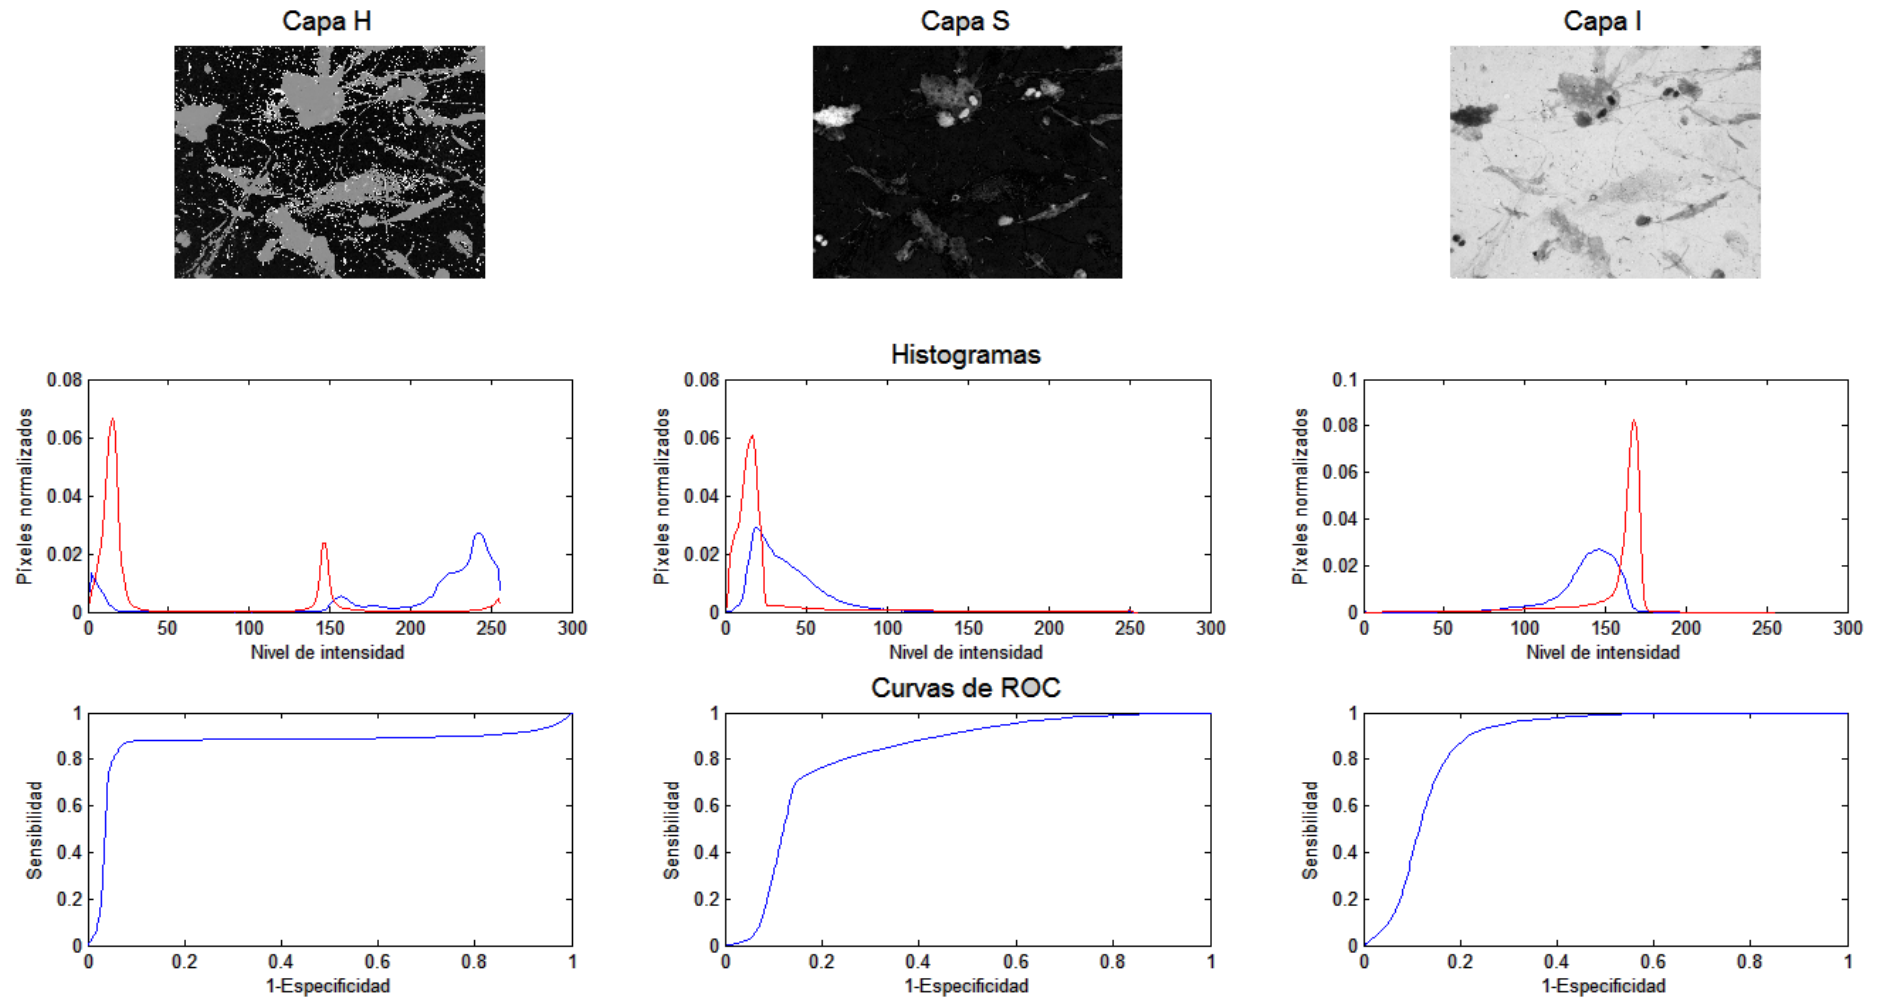 Capa H
Capa S
Capa I
Histogramas
0.08
0.06
0.04
0.02
0
Píxeles normalizados
0 50 100 150 200 250 300
Nivel de intensidad
0.08
0.06
0.04
0.02
0
Píxeles normalizados
0 50 100 150 200 250 300
Nivel de intensidad
0.1
0.08
0.06
0.04
0.02
0
Píxeles normalizados
0 50 100 150 200 250 300
Nivel de intensidad
Curvas de ROC
1
0.8
0.6
0.4
0.2
0
Sensibilidad
0 0.2 0.4 0.6 0.8 1
1-Especificidad
1
0.8
0.6
0.4
0.2
0
Sensibilidad
0 0.2 0.4 0.6 0.8 1
1-Especificidad
1
0.8
0.6
0.4
0.2
0
Sensibilidad
0 0.2 0.4 0.6 0.8 1
1-Especificidad